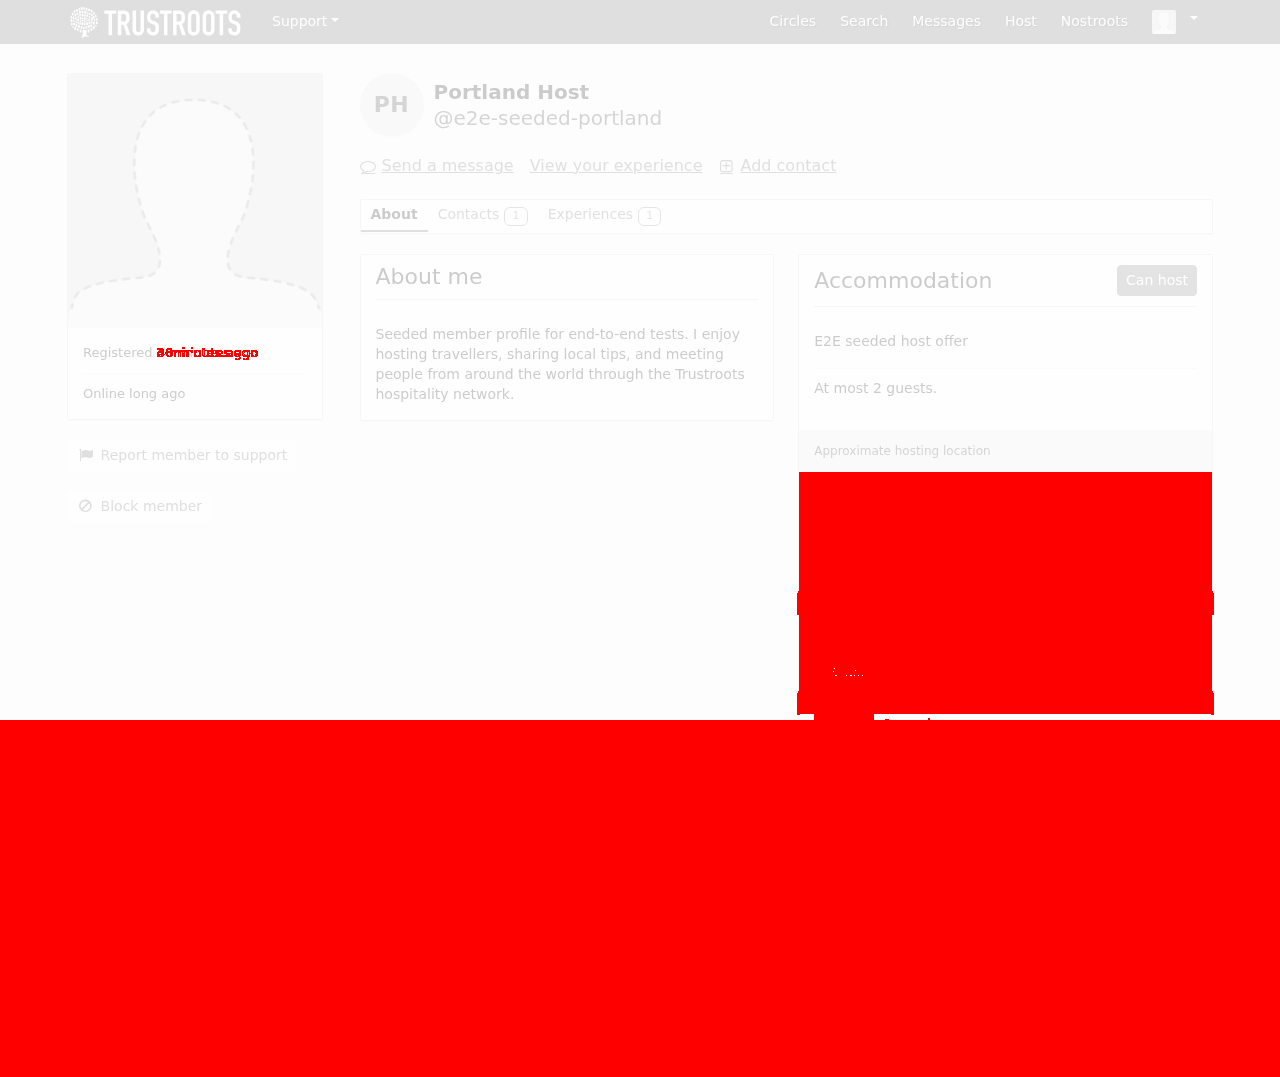 TRUSTROOTS Support Circles Search Messages Host Nostroots
PH
Portland Host
@e2e-seeded-portland
Send a message View your experience Add contact
About Contacts 1 Experiences 1
About me
Seeded member profile for end-to-end tests. I enjoy
hosting travellers, sharing local tips, and meeting
people from around the world through the Trustroots
hospitality network.
Accommodation Can host
E2E seeded host offer
At most 2 guests.
Approximate hosting location
Registered
Online long ago
Report member to support
Block member